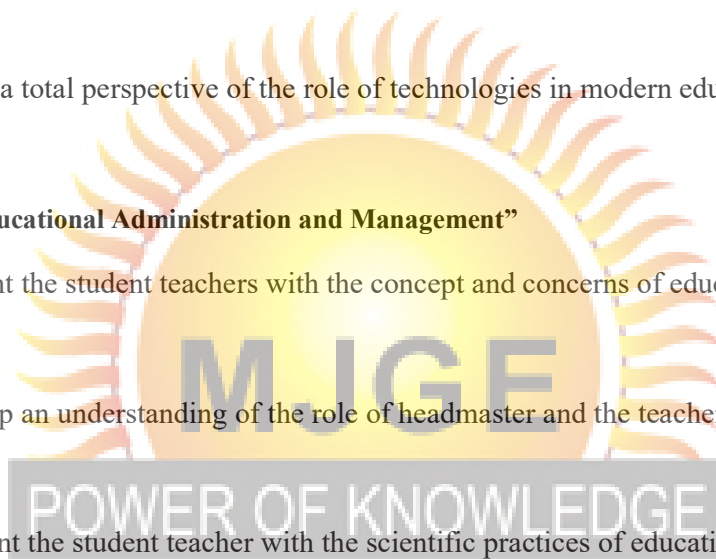 a total perspective of the role of technologies in modern edu
ucational Administration and Management”
nt the student teachers with the concept and concerns of educ
MJGE
p an understanding of the role of headmaster and the teache
POWER OF KNOWLEDGE
nt the student teacher with the scientific practices of educati